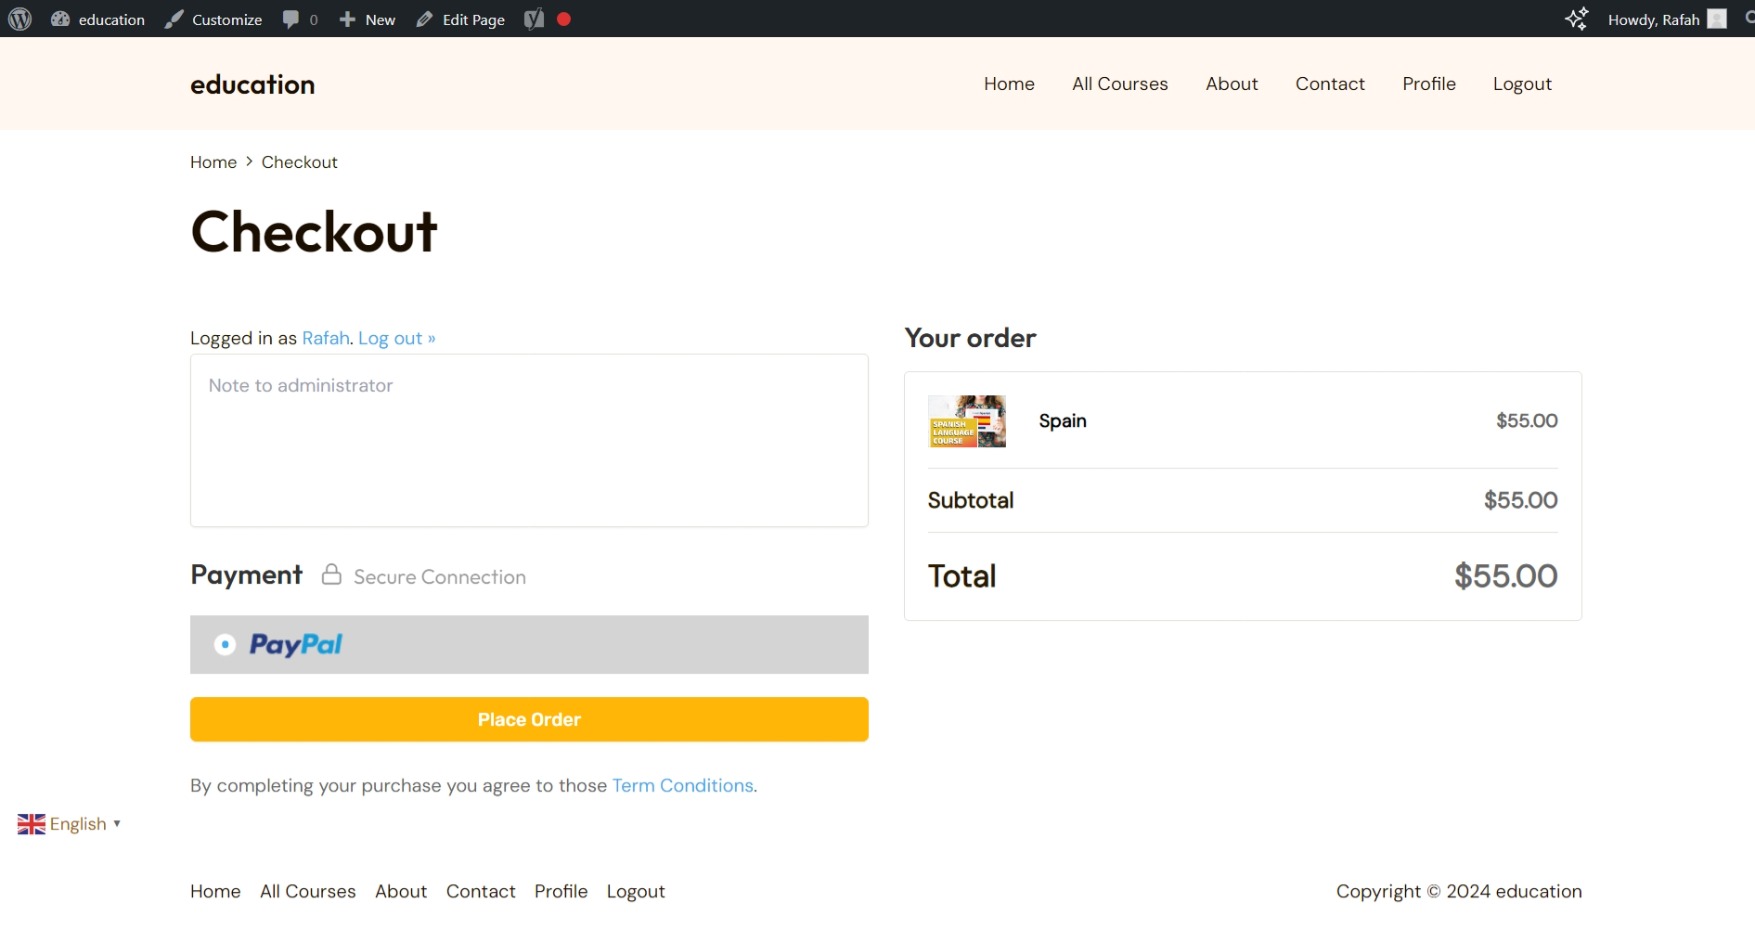 education Customize 0 New Edit Page Howdy, Rafah
education Home All Courses About Contact Profile Logout
Home > Checkout
Checkout
Logged in as Rafah. Log out »
Note to administrator
Payment Secure Connection
PayPal
Place Order
By completing your purchase you agree to those Term Conditions.
Your order
SPANISH
LANGUAGE
COURSE
Spain $55.00
Subtotal $55.00
Total $55.00
English ▼
Home All Courses About Contact Profile Logout
Copyright © 2024 education